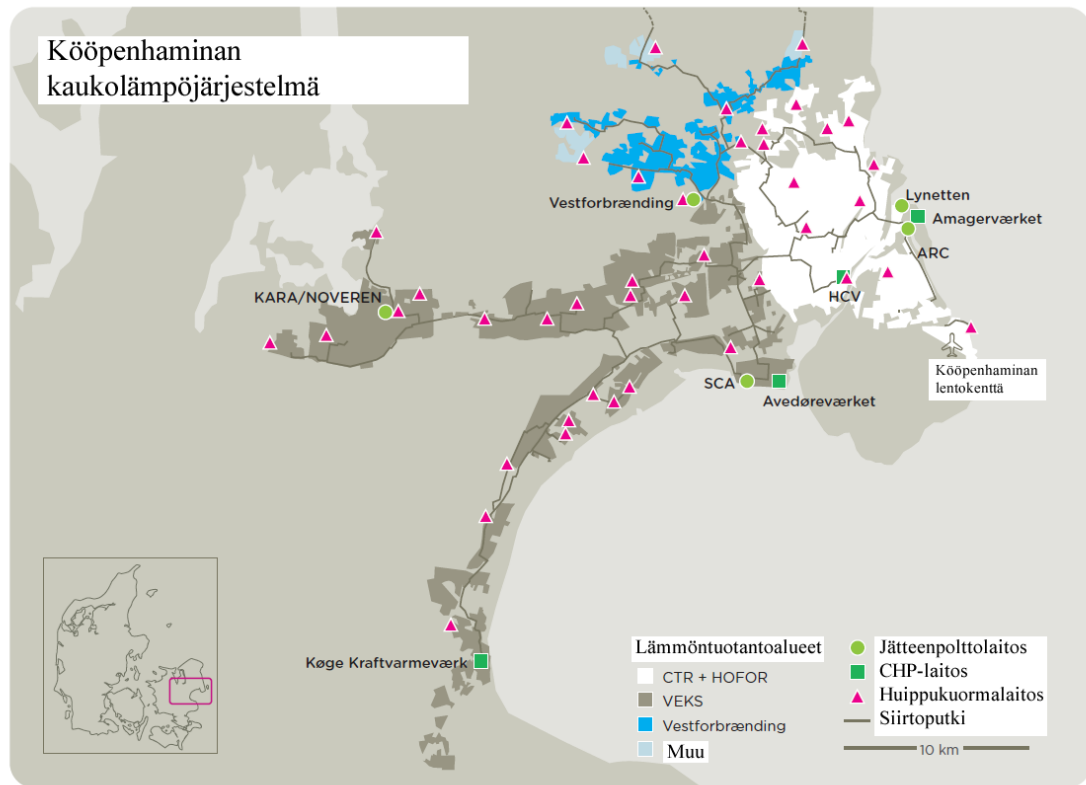 Kööpenhaminan
kaukolämpöjärjestelmä
Vestforbrænding
Lynetten
Amagerværket
ARC
HCV
KARA/NOVEREN
Kööpenhaminan
lentokenttä
SCA
Avedøreværket
Køge Kraftvarmeværk
Lämmöntuotantoalueet
CTR + HOFOR
VEKS
Vestforbrænding
Muu
Jätteenpolttolaitos
CHP-laitos
Huippukuormalaitos
Siirtoputki
10 km